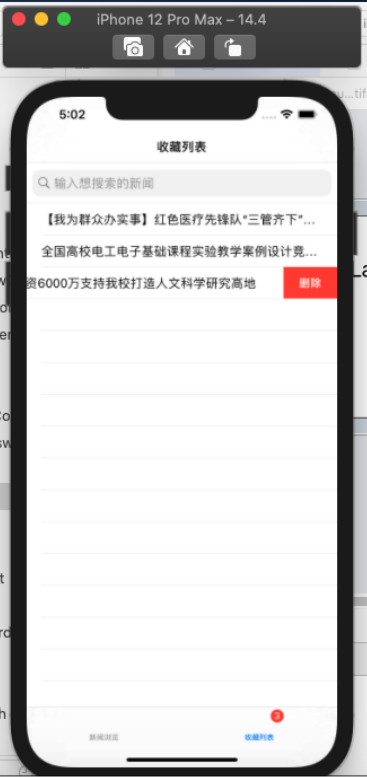 iPhone 12 Pro Max – 14.4
5:02
收藏列表
输入想搜索的新闻
【我为群众办实事】红色医疗先锋队“三管齐下”...
全国高校电工电子基础课程实验教学案例设计竞...
资6000万支持我校打造人文科学研究高地
删除
3
新闻浏览
收藏列表